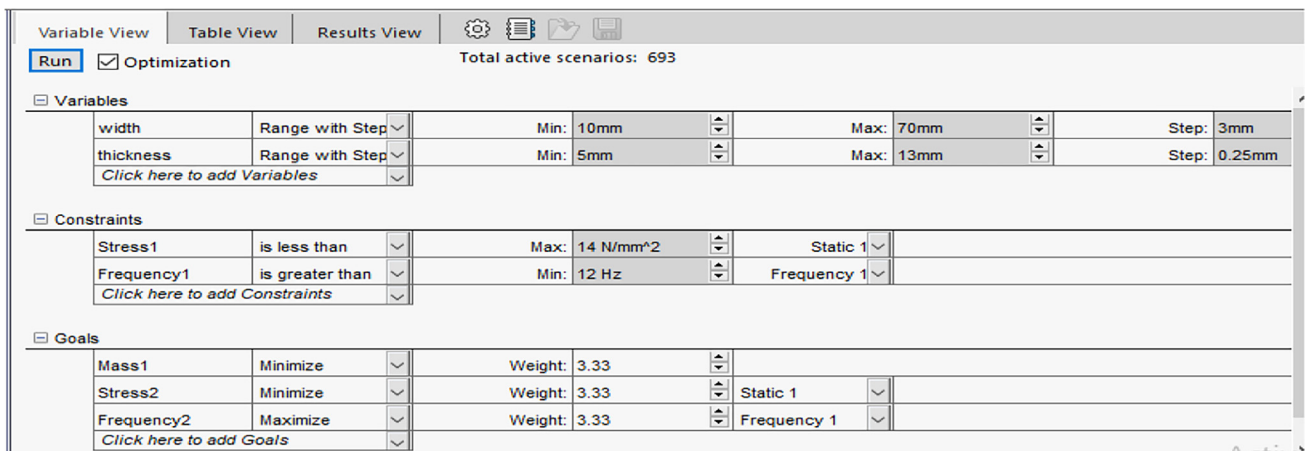 Variable View Table View Results View
Run Optimization Total active scenarios: 693
Variables
width Range with Step Min: 10mm Max: 70mm Step: 3mm
thickness Range with Step Min: 5mm Max: 13mm Step: 0.25mm
Click here to add Variables
Constraints
Stress1 is less than Max: 14 N/mm^2 Static 1
Frequency1 is greater than Min: 12 Hz Frequency 1
Click here to add Constraints
Goals
Mass1 Minimize Weight: 3.33
Stress2 Minimize Weight: 3.33 Static 1
Frequency2 Maximize Weight: 3.33 Frequency 1
Click here to add Goals